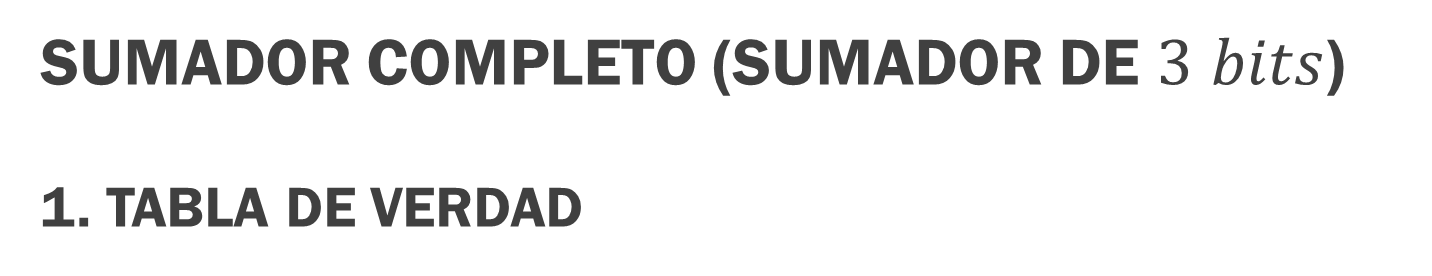 SUMADOR COMPLETO (SUMADOR DE 3 bits)
1. TABLA DE VERDAD